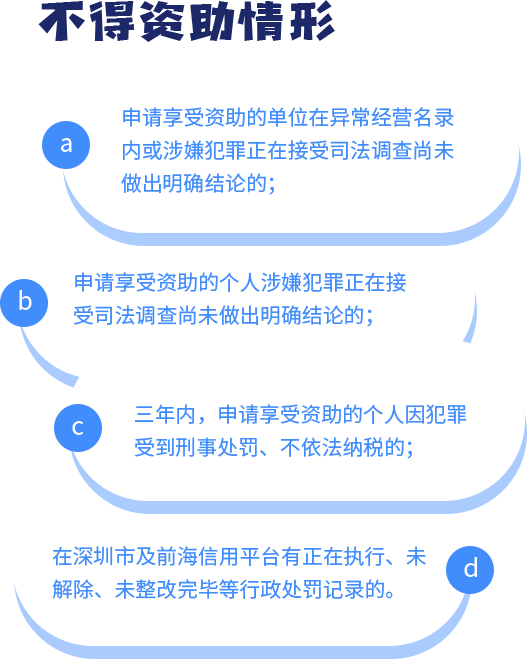 不得资助情形
a
申请享受资助的单位在异常经营名录
内或涉嫌犯罪正在接受司法调查尚未
做出明确结论的；
b
申请享受资助的个人涉嫌犯罪正在接
受司法调查尚未做出明确结论的；
c
三年内，申请享受资助的个人因犯罪
受到刑事处罚、不依法纳税的；
d
在深圳市及前海信用平台有正在执行、未
解除、未整改完毕等行政处罚记录的。